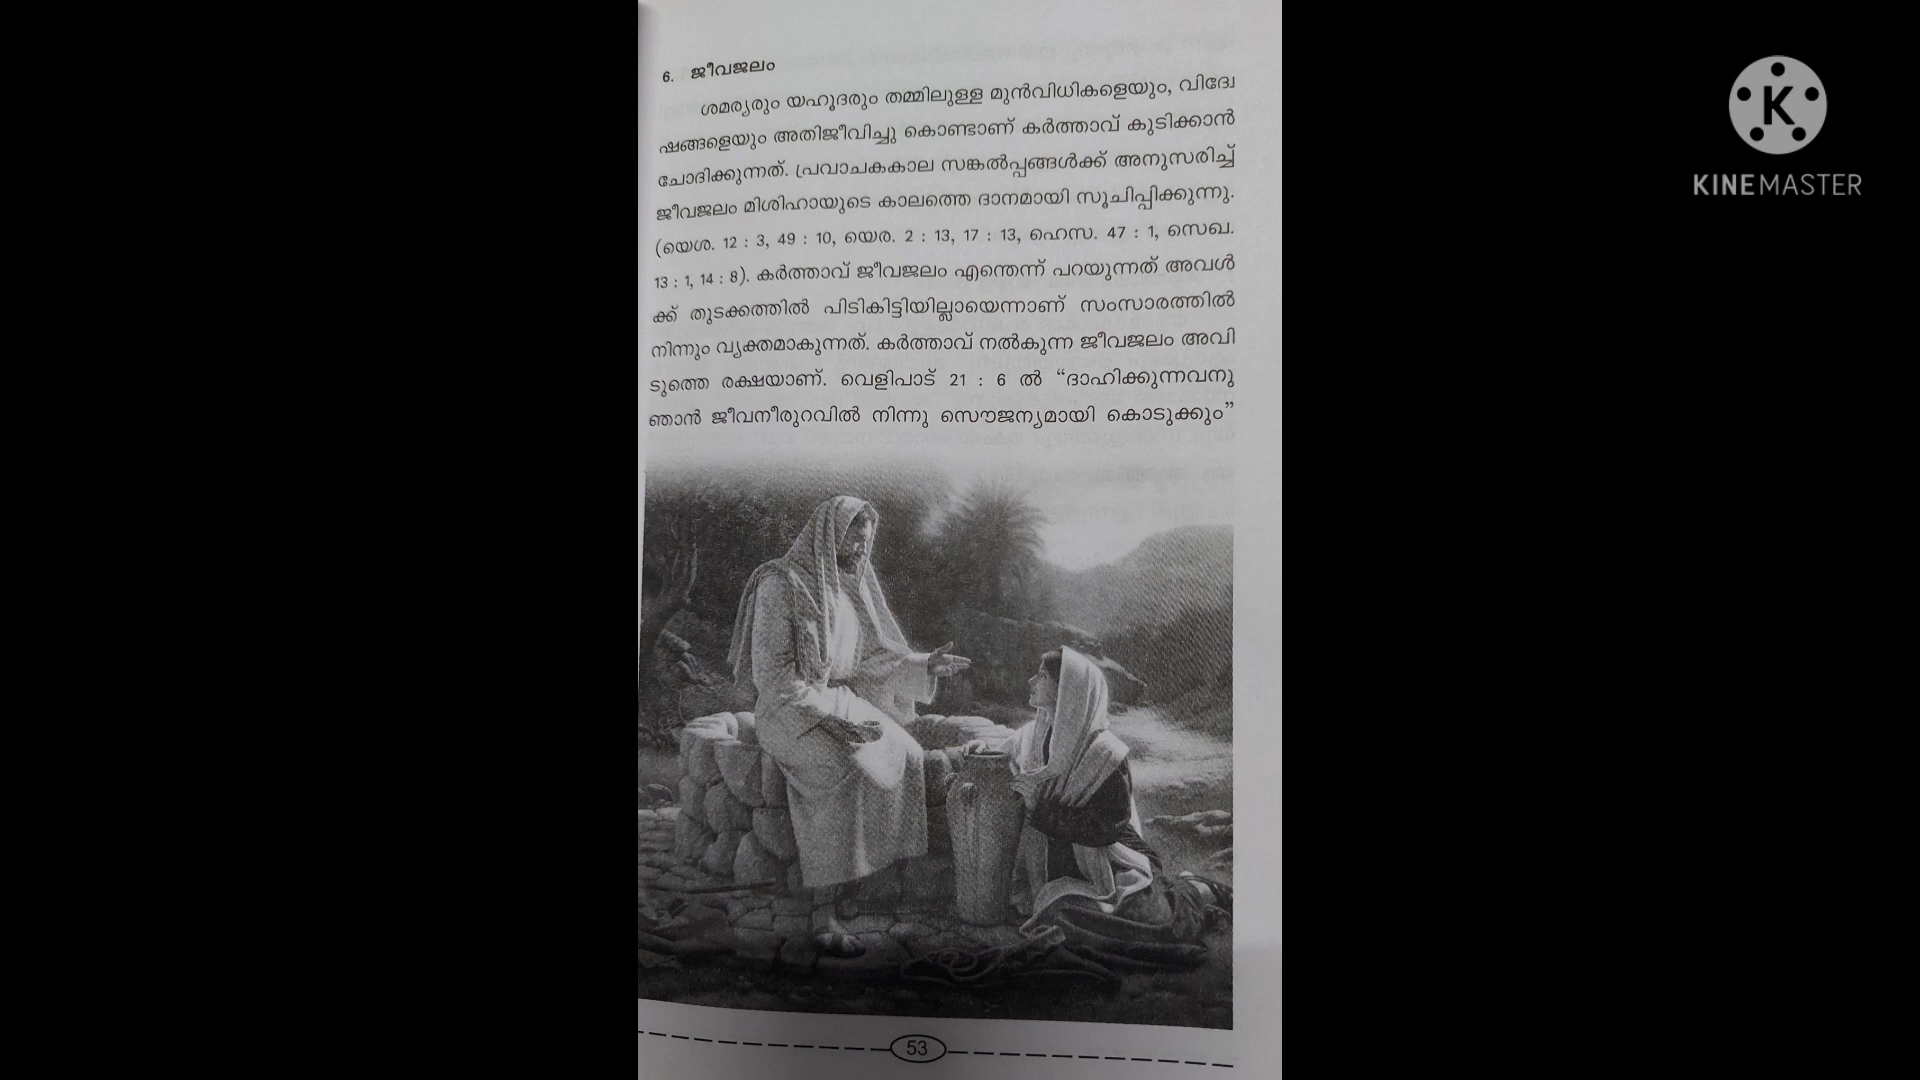 6. ജീവജലം
ശമര്യരും യഹൂദരും തമ്മിലുള്ള മുൻവിധികളെയും, വിദ്വേ
ഷങ്ങളെയും അതിജീവിച്ചു കൊണ്ടാണ് കർത്താവ് കുടിക്കാൻ
ചോദിക്കുന്നത്. പ്രവാചകകാല സങ്കൽപ്പങ്ങൾക്ക് അനുസരിച്ച്
ജീവജലം മിശിഹായുടെ കാലത്തെ ദാനമായി സൂചിപ്പിക്കുന്നു.
(യെശ. 12 : 3, 49 : 10, യെര. 2 : 13, 17 : 13, ഹെസ. 47 : 1, സെഖ.
13 : 1, 14 : 8). കർത്താവ് ജീവജലം എന്തെന്ന് പറയുന്നത് അവൾ
ക്ക് തുടക്കത്തിൽ പിടികിട്ടിയില്ലായെന്നാണ് സംസാരത്തിൽ
നിന്നും വ്യക്തമാകുന്നത്. കർത്താവ് നൽകുന്ന ജീവജലം അവി
ടുത്തെ രക്ഷയാണ്. വെളിപാട് 21 : 6 ൽ “ദാഹിക്കുന്നവനു
ഞാൻ ജീവനീരുറവിൽ നിന്നു സൌജന്യമായി കൊടുക്കും”
53
K
KINEMASTER